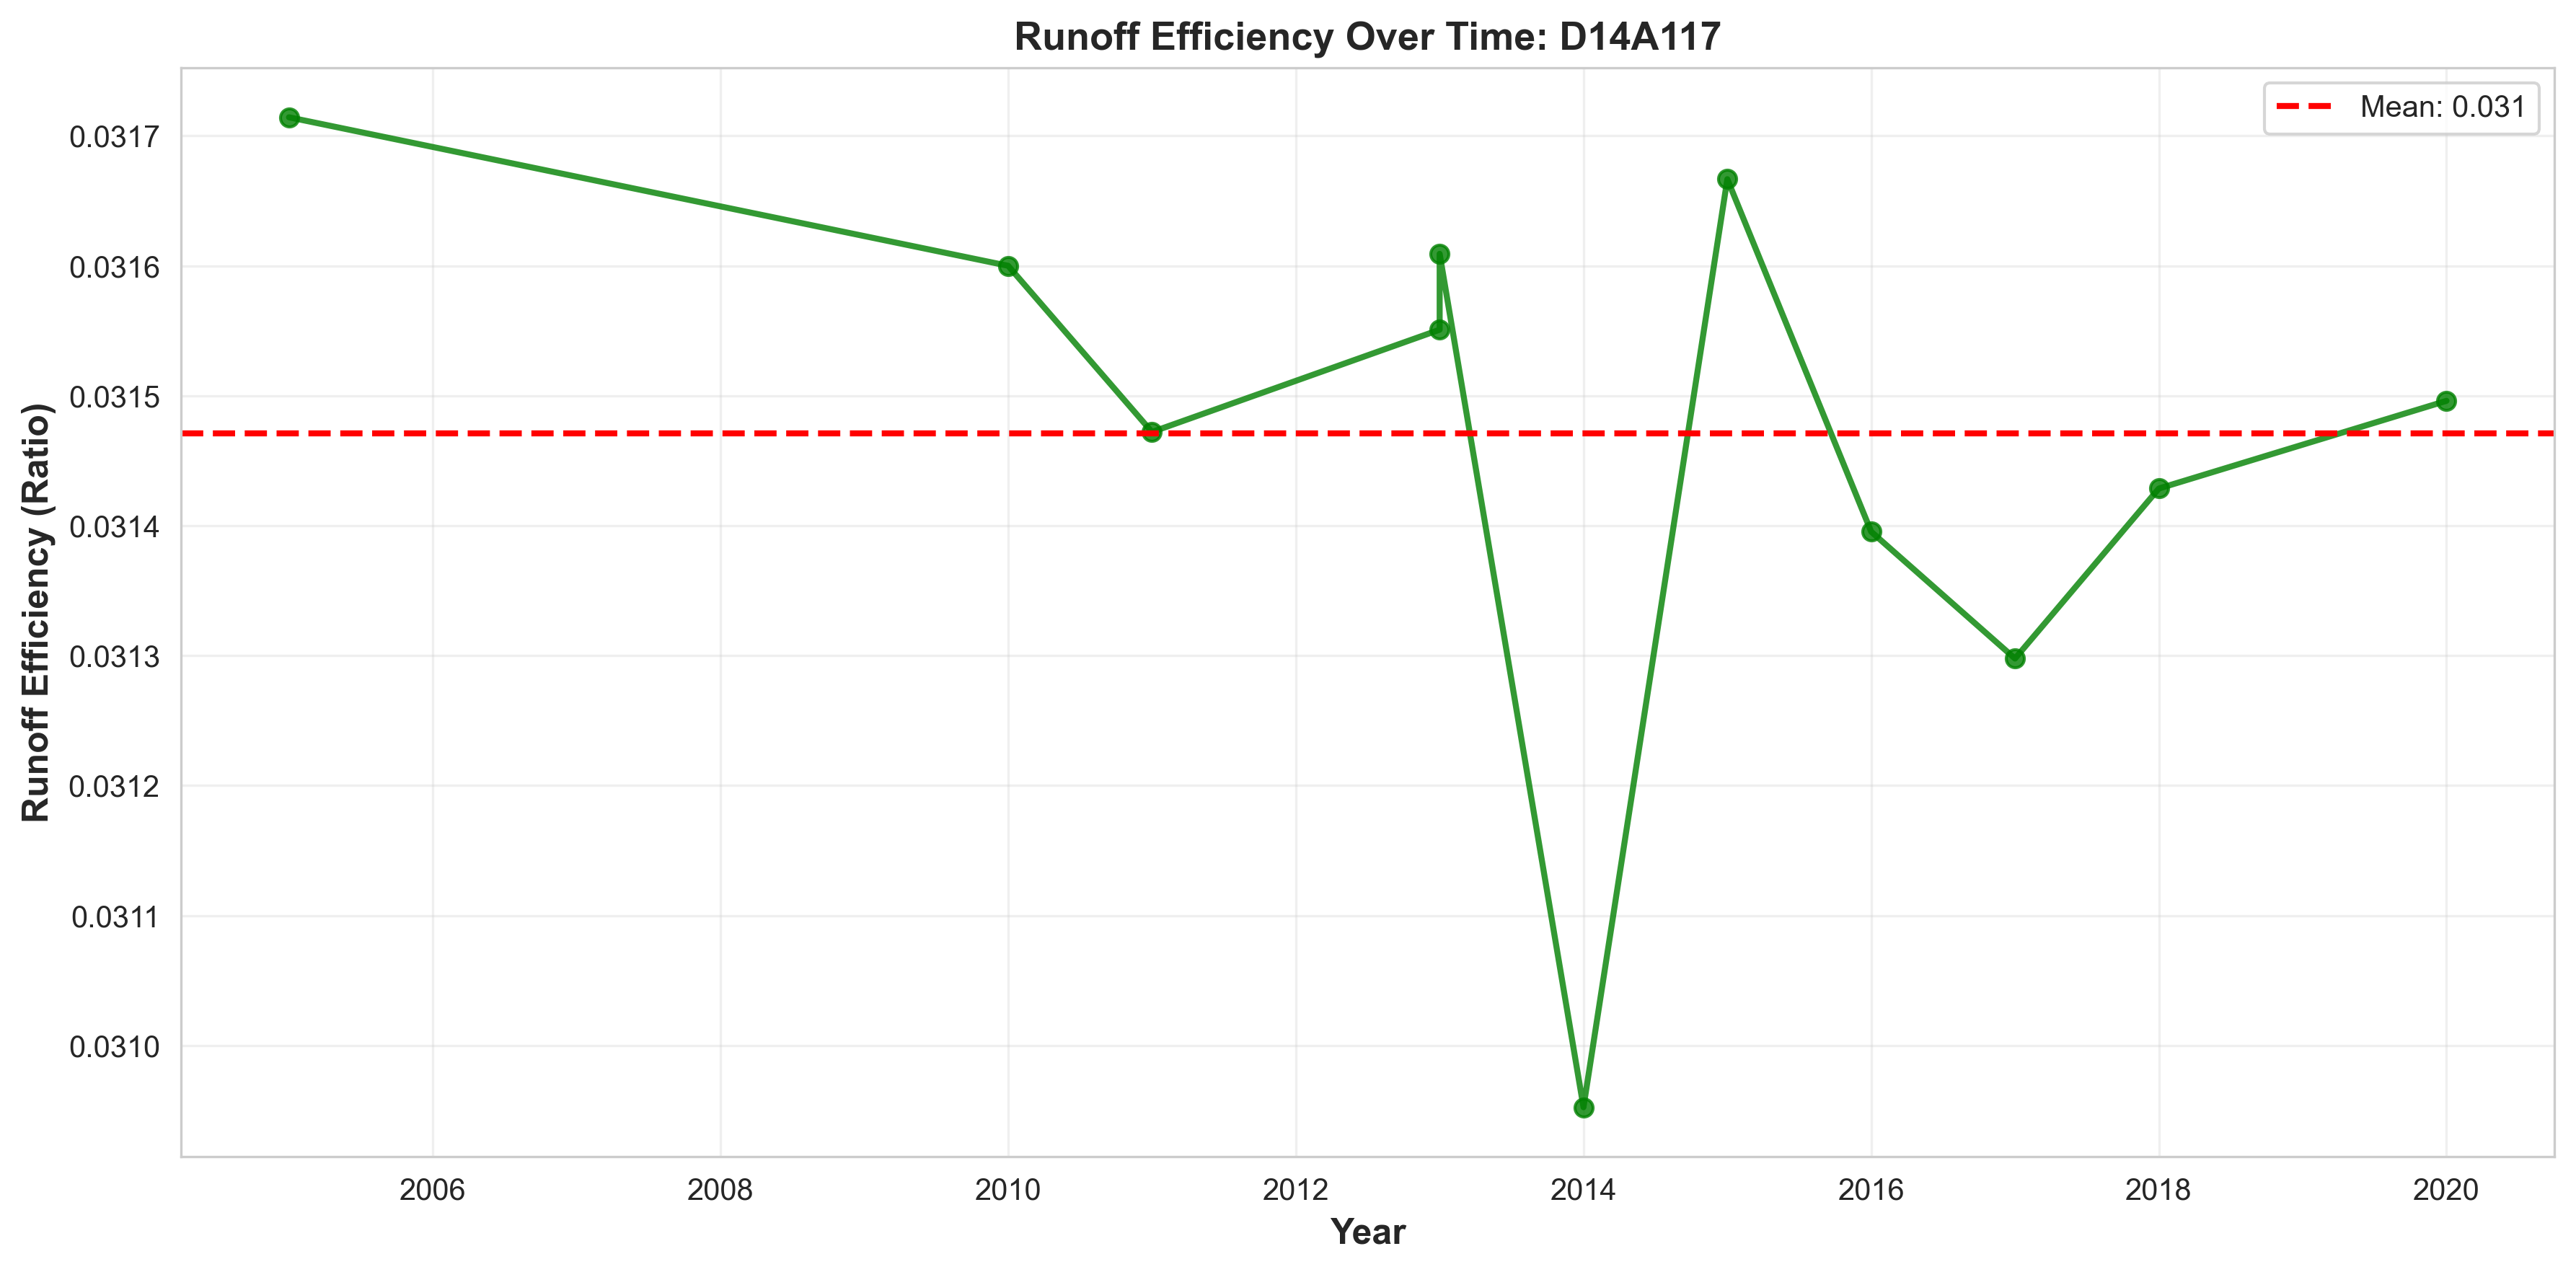 Runoff Efficiency Over Time: D14A117
Mean: 0.031
Runoff Efficiency (Ratio)
0.0317
0.0316
0.0315
0.0314
0.0313
0.0312
0.0311
0.0310
2006 2008 2010 2012 2014 2016 2018 2020
Year